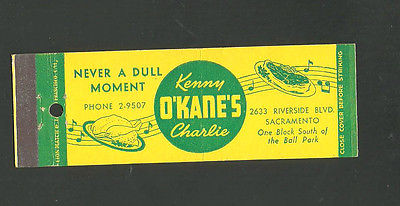 NEVER A DULL
MOMENT
PHONE 2-9507
Kenny
O'KANE'S
Charlie
2633 RIVERSIDE BLVD.
SACRAMENTO
One Block South of
the Ball Park
CLOSE COVER BEFORE STRIKING